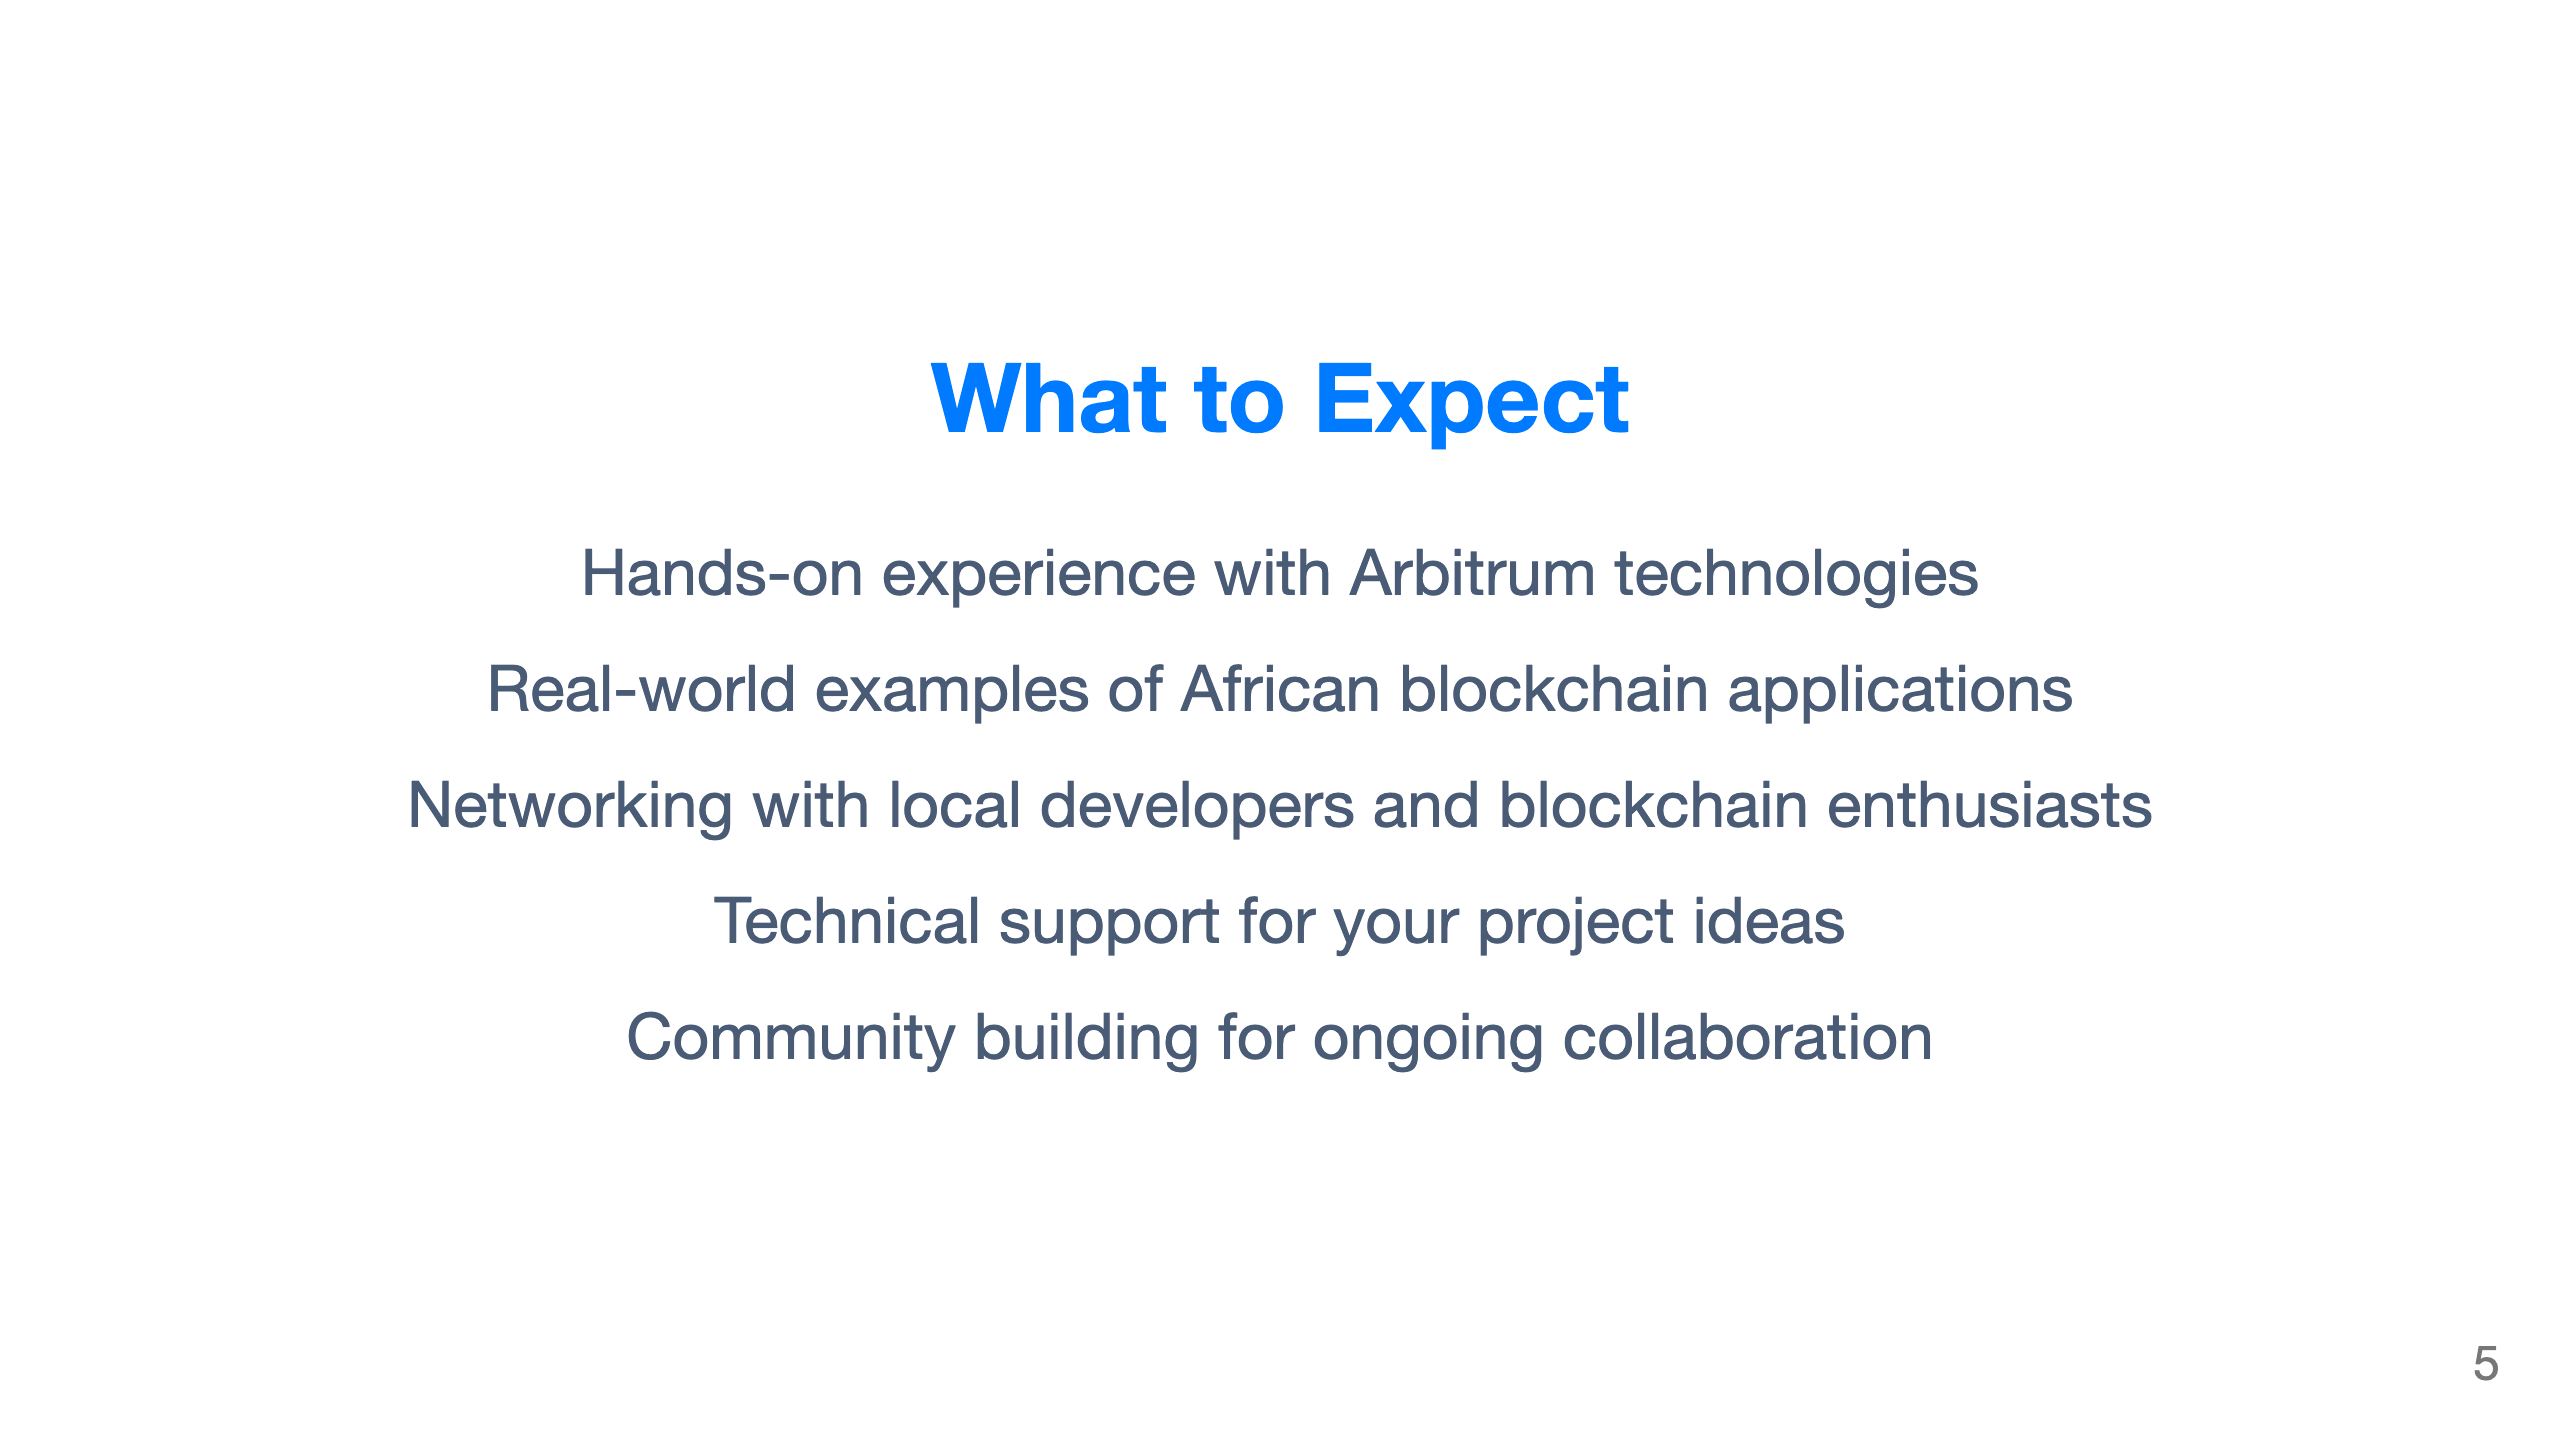 What to Expect
Hands-on experience with Arbitrum technologies
Real-world examples of African blockchain applications
Networking with local developers and blockchain enthusiasts
Technical support for your project ideas
Community building for ongoing collaboration
5